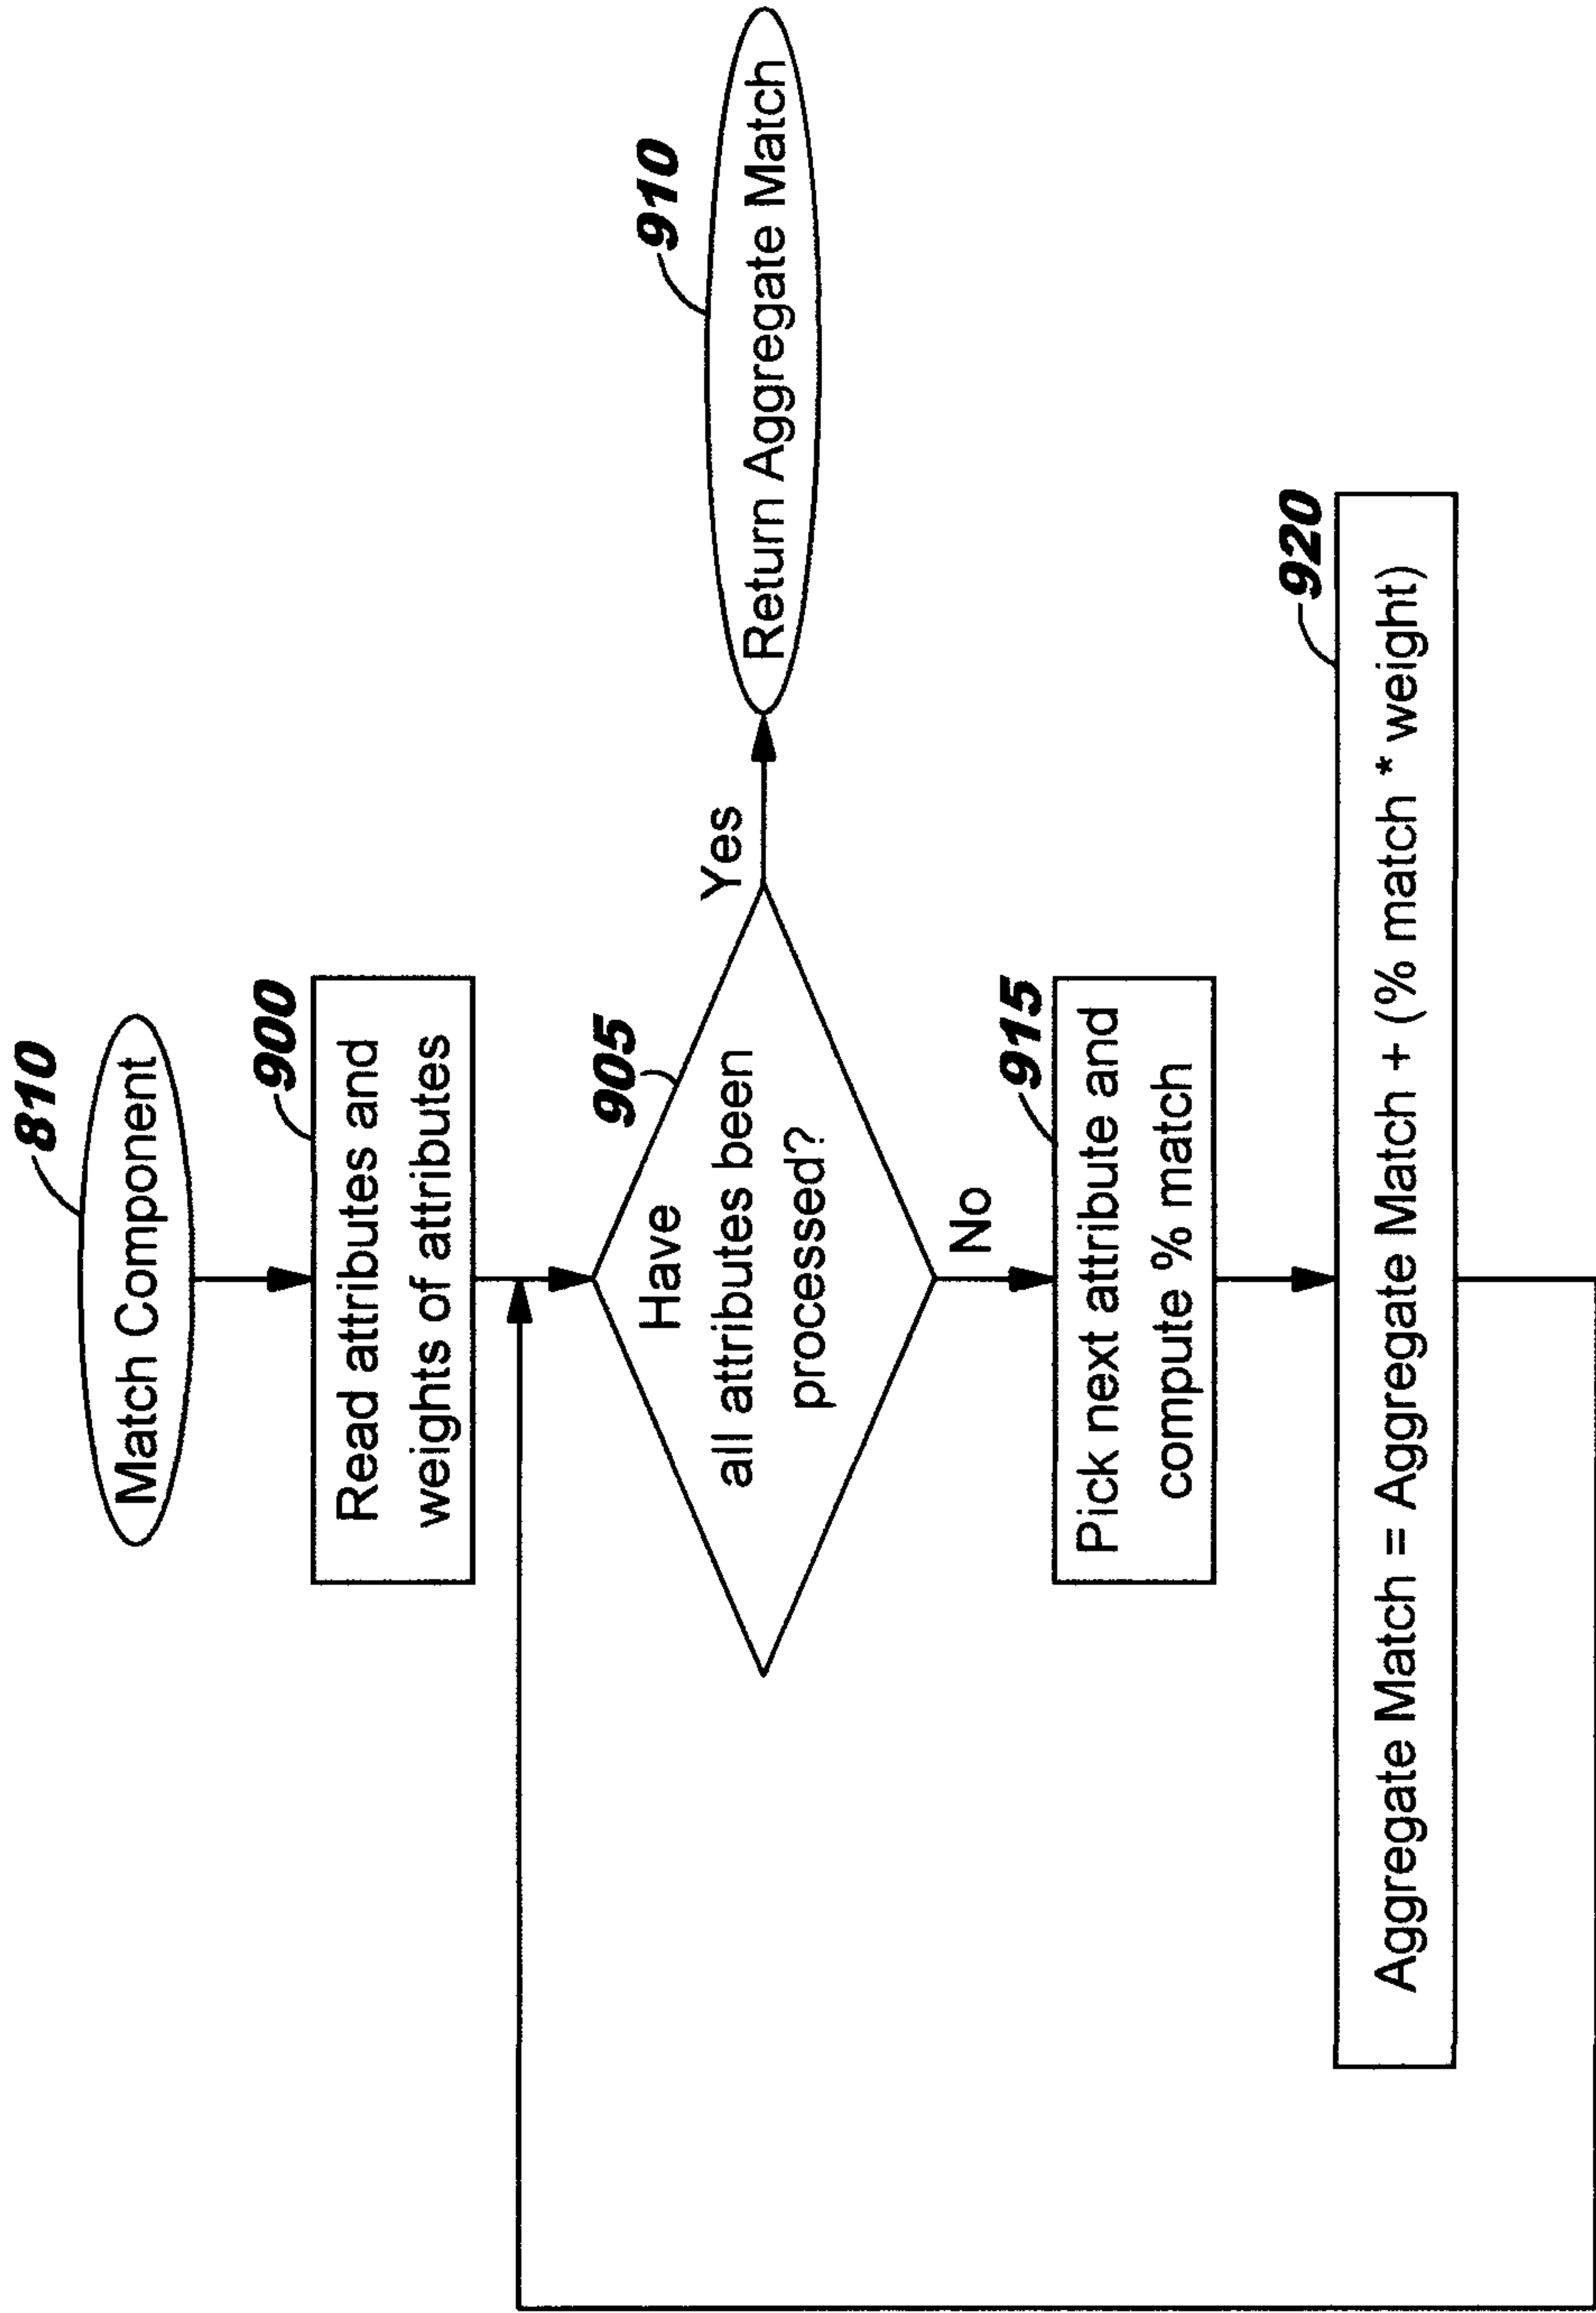 810
Match Component
900
Read attributes and
weights of attributes
905
Have
all attributes been
processed?
Yes
910
Return Aggregate Match
No
915
Pick next attribute and
compute % match
920
Aggregate Match = Aggregate Match + (% match * weight)